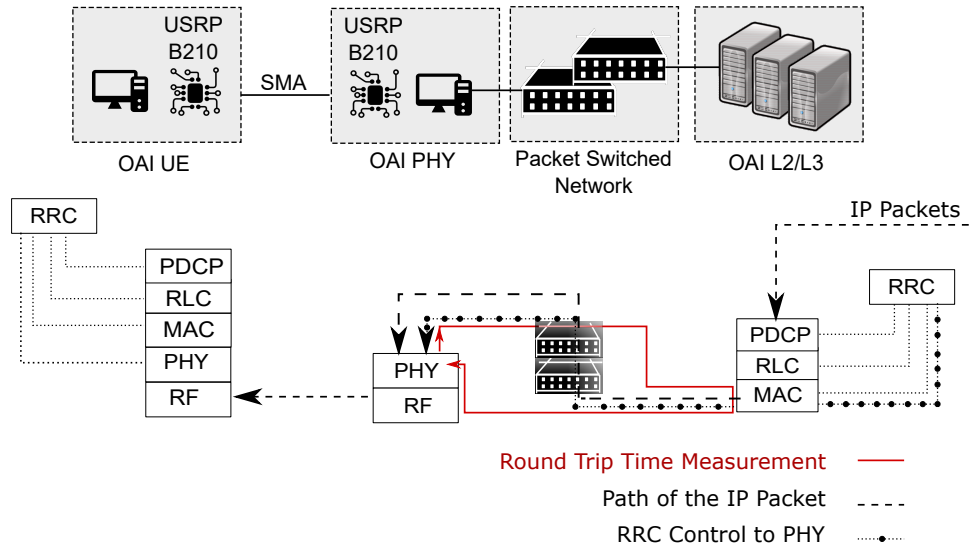 USRP
B210
USRP
B210
SMA
OAI UE
OAI PHY
Packet Switched
Network
OAI L2/L3
IP Packets
RRC
PDCP
RLC
MAC
PHY
RF
PHY
RF
RRC
PDCP
RLC
MAC
Round Trip Time Measurement
Path of the IP Packet
RRC Control to PHY